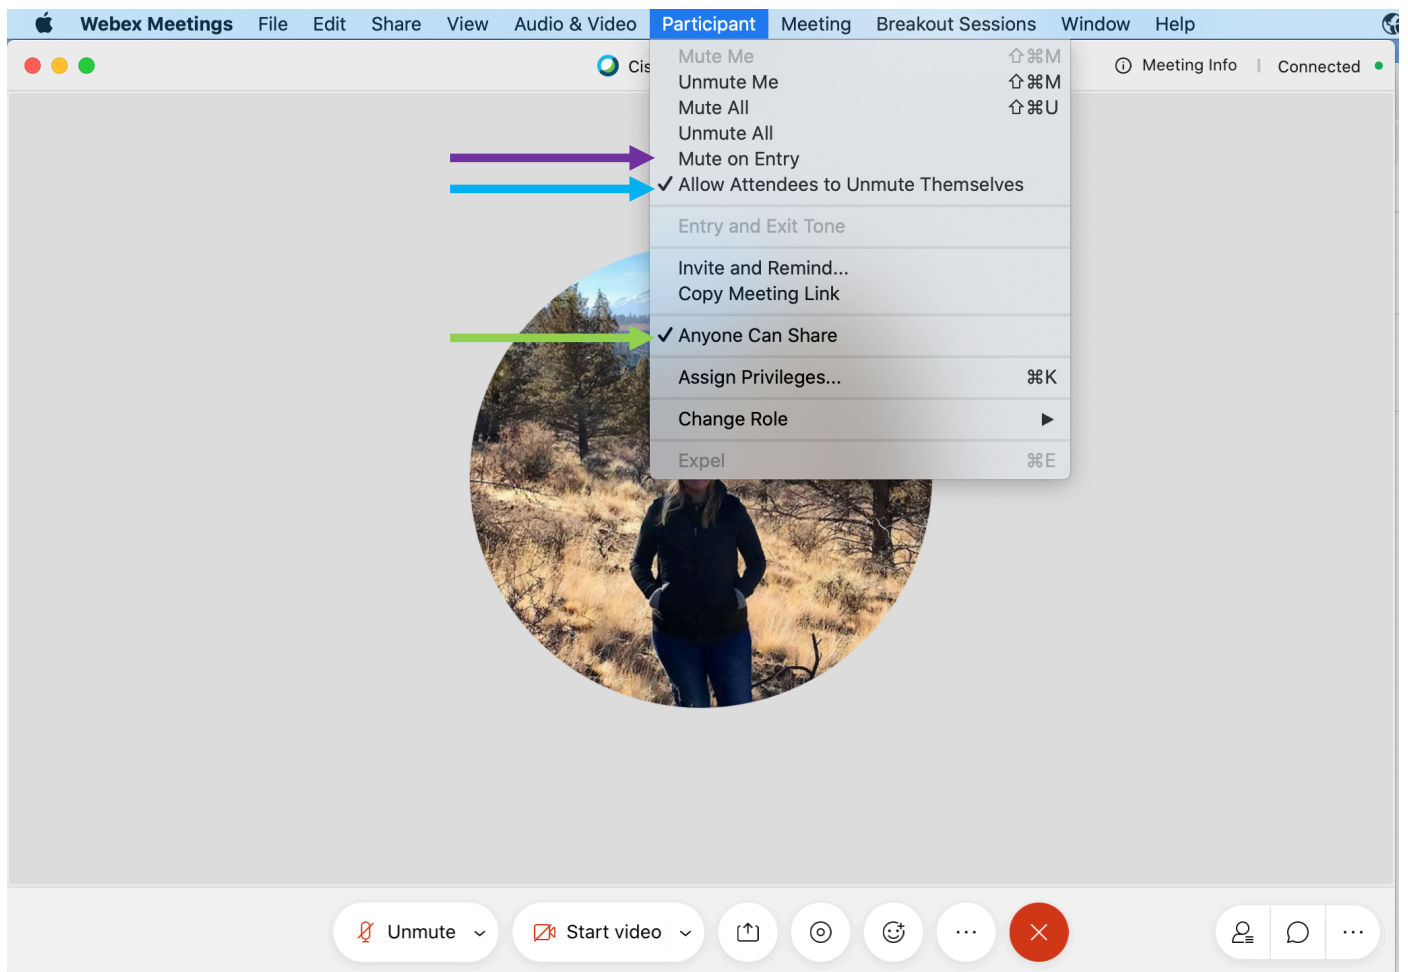 Webex Meetings File Edit Share View Audio & Video Participant Meeting Breakout Sessions Window Help
Cis
Meeting Info | Connected
Mute Me ⇧⌘M
Unmute Me ⇧⌘M
Mute All ⇧⌘U
Unmute All
Mute on Entry
✓ Allow Attendees to Unmute Themselves
Entry and Exit Tone
Invite and Remind...
Copy Meeting Link
✓ Anyone Can Share
Assign Privileges... ⌘K
Change Role ▶
Expel ⌘E
Unmute
Start video